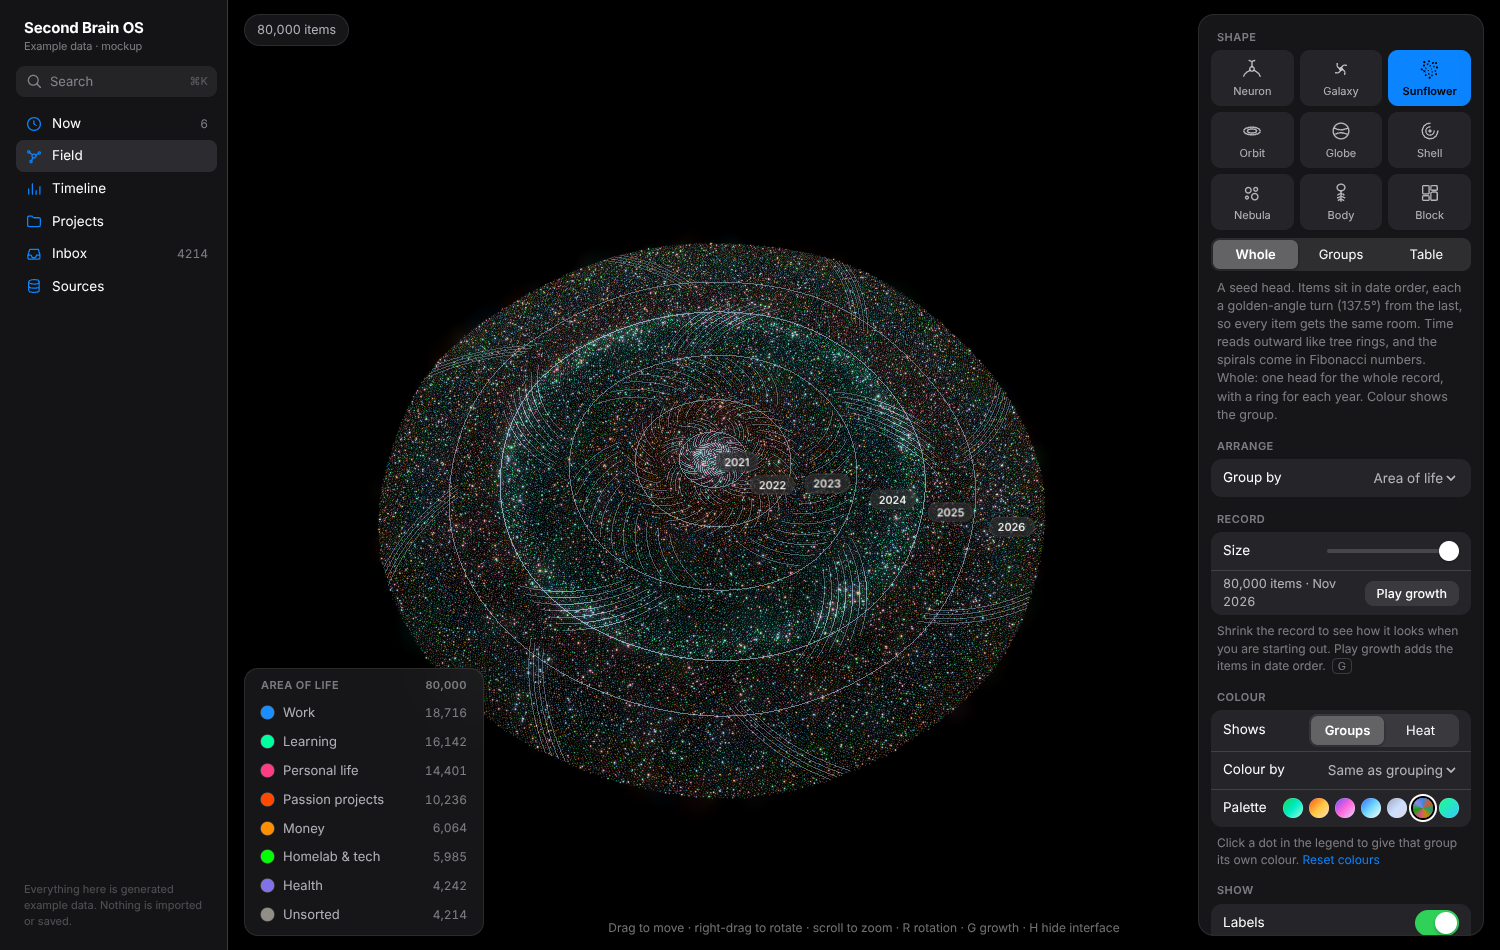 Second Brain OS
Example data · mockup
Search ⌘K
Now 6
Field
Timeline
Projects
Inbox 4214
Sources
Everything here is generated
example data. Nothing is imported
or saved.
80,000 items
2021
2022
2023
2024
2025
2026
AREA OF LIFE 80,000
Work 18,716
Learning 16,142
Personal life 14,401
Passion projects 10,236
Money 6,064
Homelab & tech 5,985
Health 4,242
Unsorted 4,214
Drag to move · right-drag to rotate · scroll to zoom · R rotation · G growth · H hide interface
SHAPE
Neuron Galaxy Sunflower
Orbit Globe Shell
Nebula Body Block
Whole Groups Table
A seed head. Items sit in date order, each
a golden-angle turn (137.5°) from the last,
so every item gets the same room. Time
reads outward like tree rings, and the
spirals come in Fibonacci numbers.
Whole: one head for the whole record,
with a ring for each year. Colour shows
the group.
ARRANGE
Group by Area of life
RECORD
Size
80,000 items · Nov
2026
Play growth
Shrink the record to see how it looks when
you are starting out. Play growth adds the
items in date order. G
COLOUR
Shows Groups Heat
Colour by Same as grouping
Palette
Click a dot in the legend to give that group
its own colour. Reset colours
SHOW
Labels